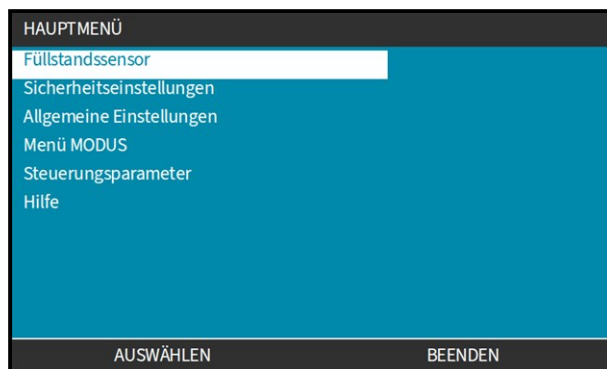 HAUPTMENÜ
Füllstandssensor
Sicherheitseinstellungen
Allgemeine Einstellungen
Menü MODUS
Steuerungsparameter
Hilfe
AUSWÄHLEN BEENDEN